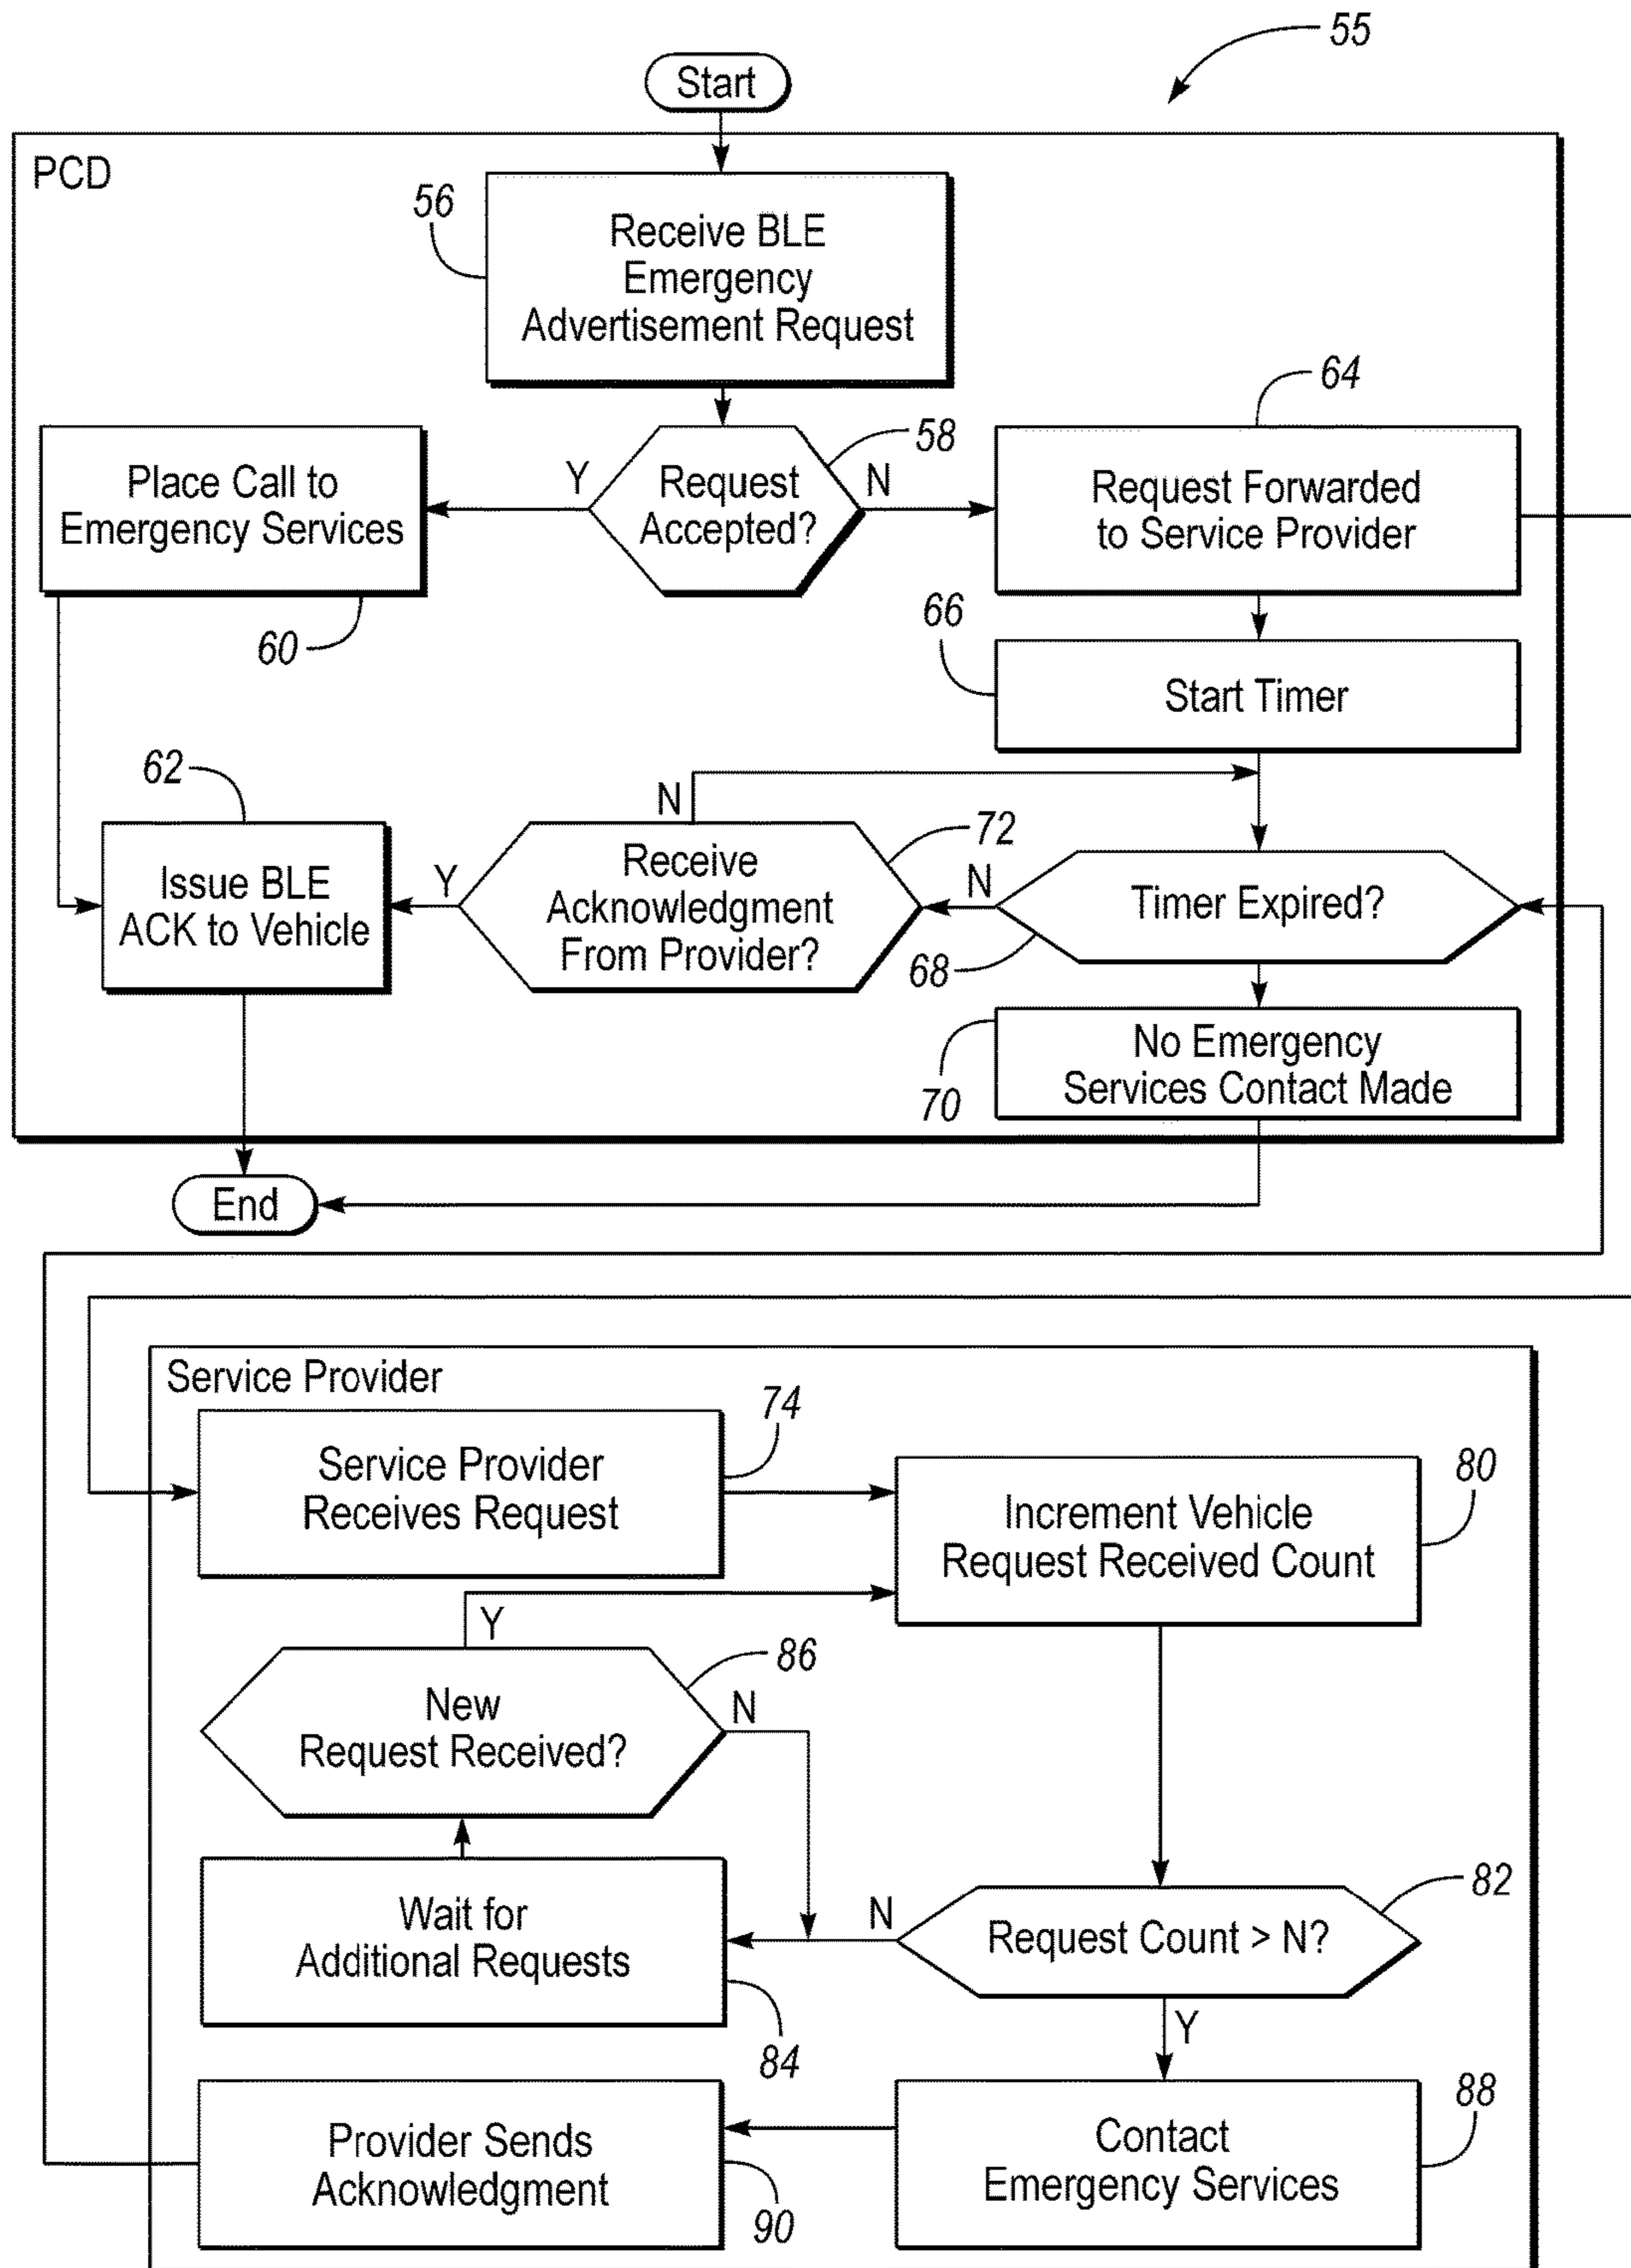 55
Start
PCD
56
Receive BLE
Emergency
Advertisement Request
64
58
Place Call to
Emergency Services
Y
Request
Accepted?
N
Request Forwarded
to Service Provider
60
66
Start Timer
62
N
72
Issue BLE
ACK to Vehicle
Y
Receive
Acknowledgment
From Provider?
N
Timer Expired?
68
70
No Emergency
Services Contact Made
End
Service Provider
74
Service Provider
Receives Request
80
Increment Vehicle
Request Received Count
Y
86
New
Request Received?
N
82
Wait for
Additional Requests
N
Request Count > N?
84
Y
88
Provider Sends
Acknowledgment
Contact
Emergency Services
90